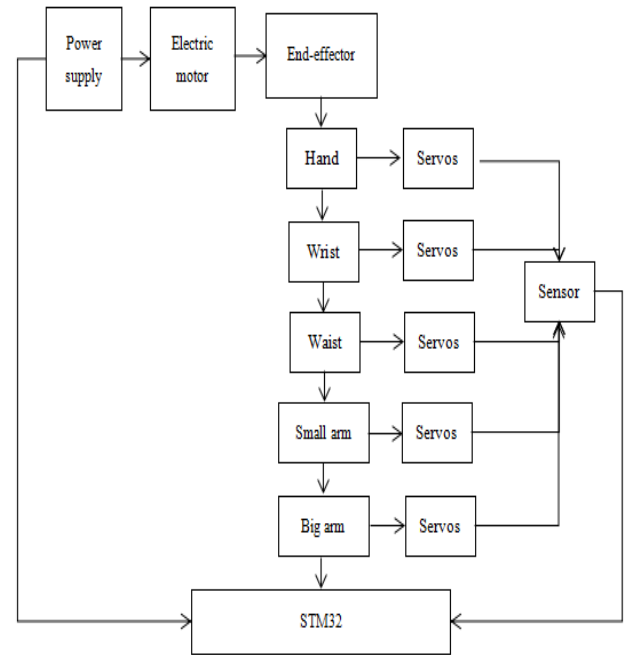 Power
supply
Electric
motor
End-effector
Hand
Servos
Wrist
Servos
Sensor
Waist
Servos
Small arm
Servos
Big arm
Servos
STM32